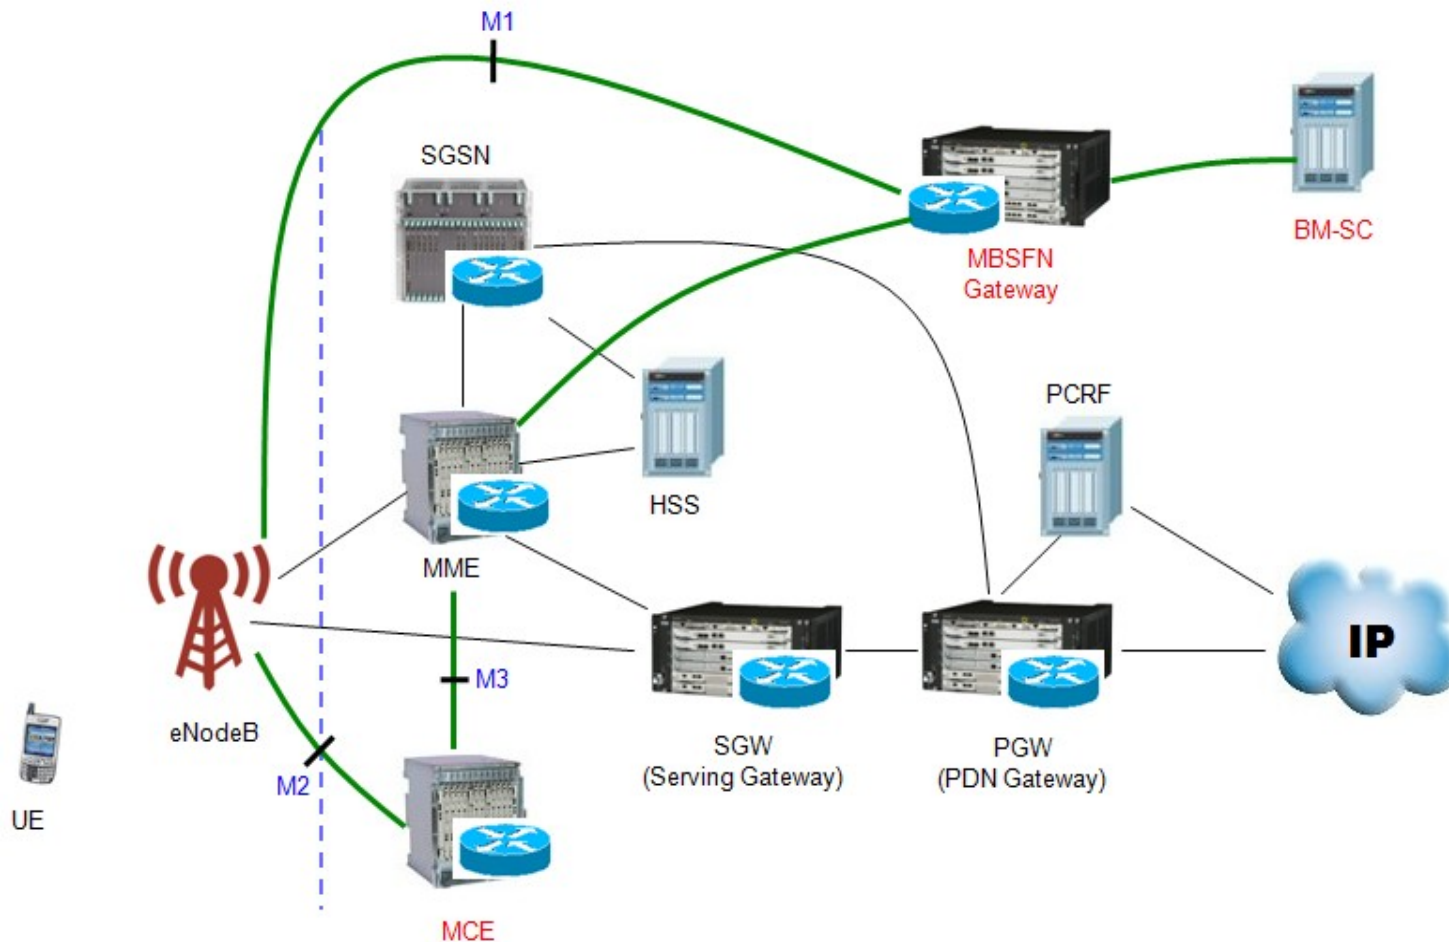 M1
SGSN
BM-SC
MBSFN
Gateway
PCRF
HSS
MME
IP
M3
eNodeB
SGW
(Serving Gateway)
PGW
(PDN Gateway)
M2
UE
MCE